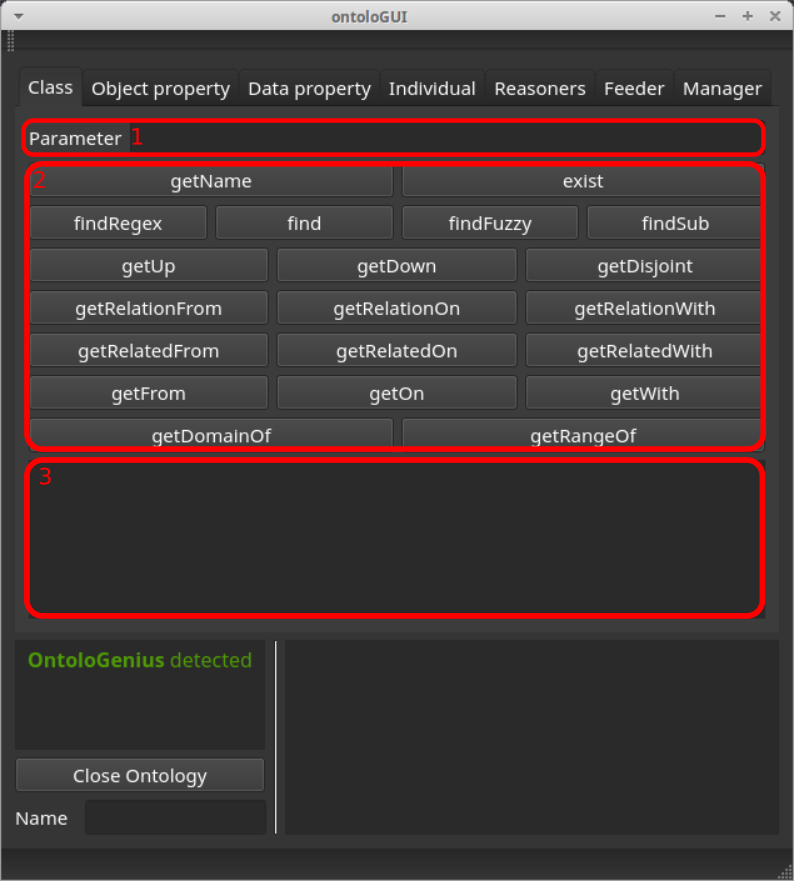 ontoloGUI
Class Object property Data property Individual Reasoners Feeder Manager
Parameter 1
2 getName exist
findRegex find findFuzzy findSub
getUp getDown getDisjoint
getRelationFrom getRelationOn getRelationWith
getRelatedFrom getRelatedOn getRelatedWith
getFrom getOn getWith
getDomainOf getRangeOf
3
OntoloGenius detected
Close Ontology
Name